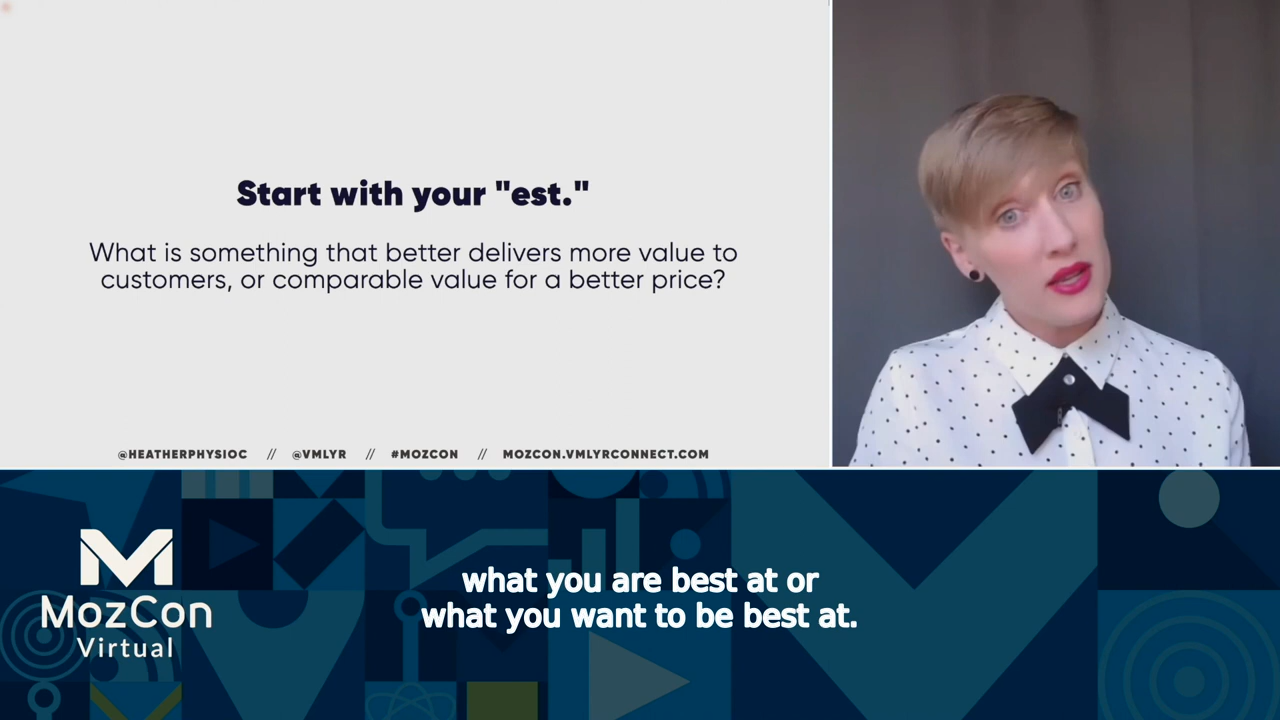 Start with your "est."
What is something that better delivers more value to
customers, or comparable value for a better price?
@HEATHERPHYSIOC // @VMLYR // #MOZCON // MOZCON.VMLYRCONNECT.COM
MozCon
Virtual
what you are best at or
what you want to be best at.